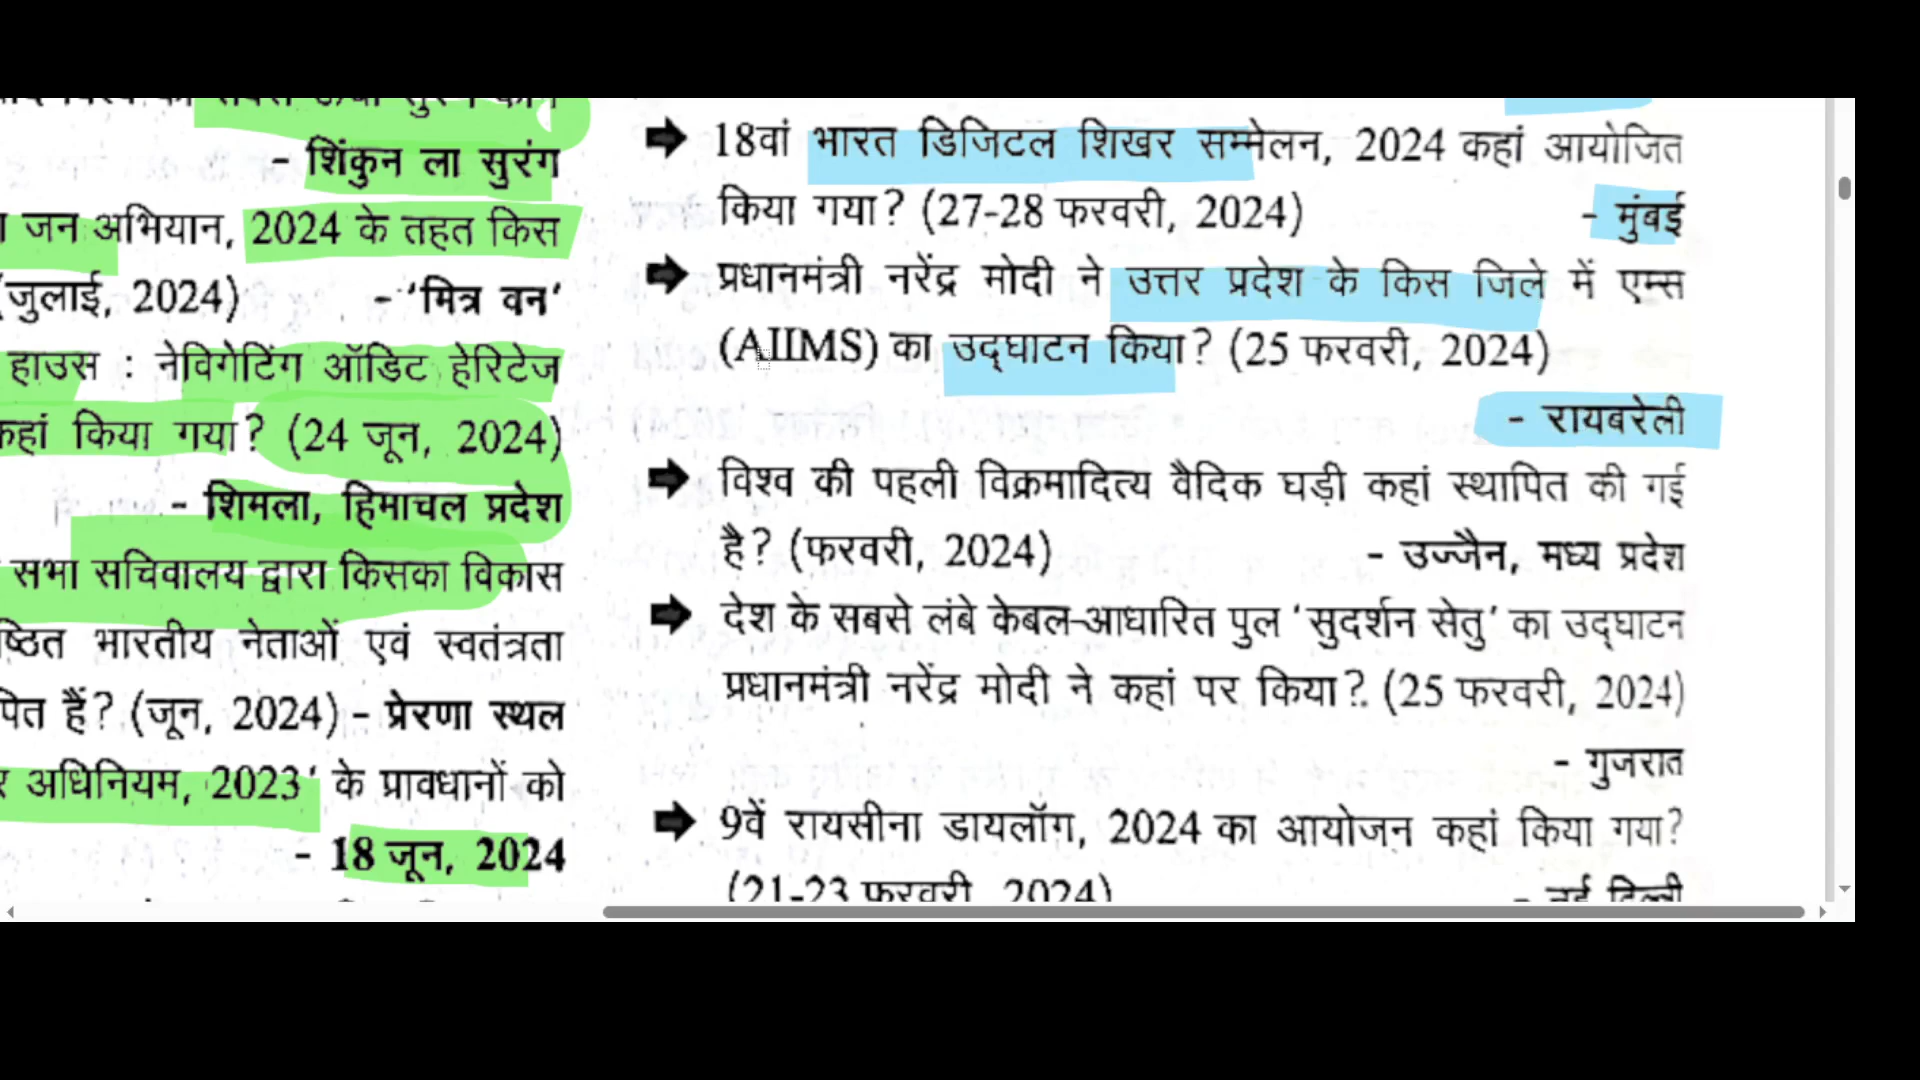 - शिंकुन ला सुरंग
जन अभियान, 2024 के तहत किस
(जुलाई, 2024) - ‘मित्र वन‘
हाउस : नेविगेटिंग ऑडिट हेरिटेज
कहां किया गया? (24 जून, 2024)
- शिमला, हिमाचल प्रदेश
सभा सचिवालय द्वारा किसका विकास
भारतीय नेताओं एवं स्वतंत्रता
हैं? (जून, 2024) - प्रेरणा स्थल
अधिनियम, 2023‘ के प्रावधानों को
- 18 जून, 2024
18वां भारत डिजिटल शिखर सम्मेलन, 2024 कहां आयोजित
किया गया? (27-28 फरवरी, 2024) - मुंबई
प्रधानमंत्री नरेंद्र मोदी ने उत्तर प्रदेश के किस जिले में एम्स
(AIIMS) का उद्घाटन किया? (25 फरवरी, 2024)
- रायबरेली
विश्व की पहली विक्रमादित्य वैदिक घड़ी कहां स्थापित की गई
है? (फरवरी, 2024) - उज्जैन, मध्य प्रदेश
देश के सबसे लंबे केबल-आधारित पुल ‘सुदर्शन सेतु’ का उद्घाटन
प्रधानमंत्री नरेंद्र मोदी ने कहां पर किया? (25 फरवरी, 2024)
- गुजरात
9वें रायसीना डायलॉग, 2024 का आयोजन कहां किया गया?
(21-23 फरवरी, 2024) - नई दिल्ली